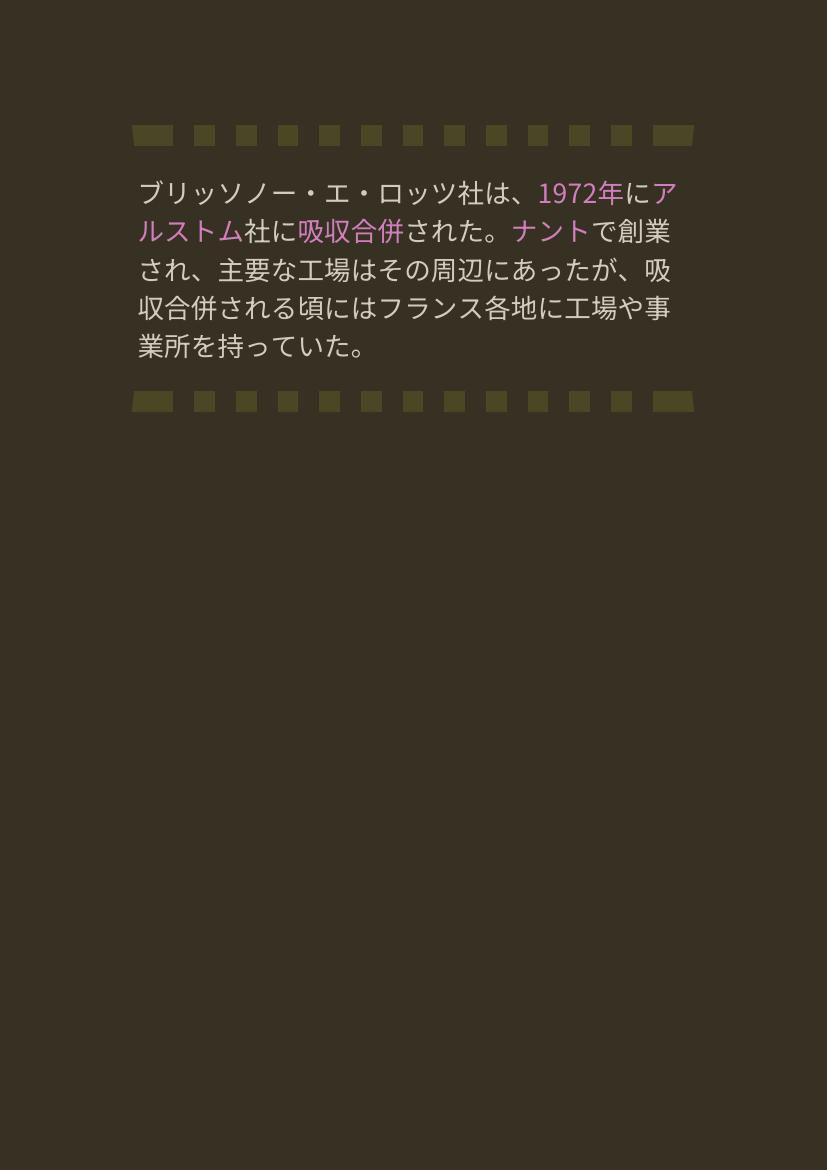 ブリッソノー・エ・ロッツ社は、1972年にア
ルストム社に吸収合併された。ナントで創業
され、主要な工場はその周辺にあったが、吸
収合併される頃にはフランス各地に工場や事
業所を持っていた。